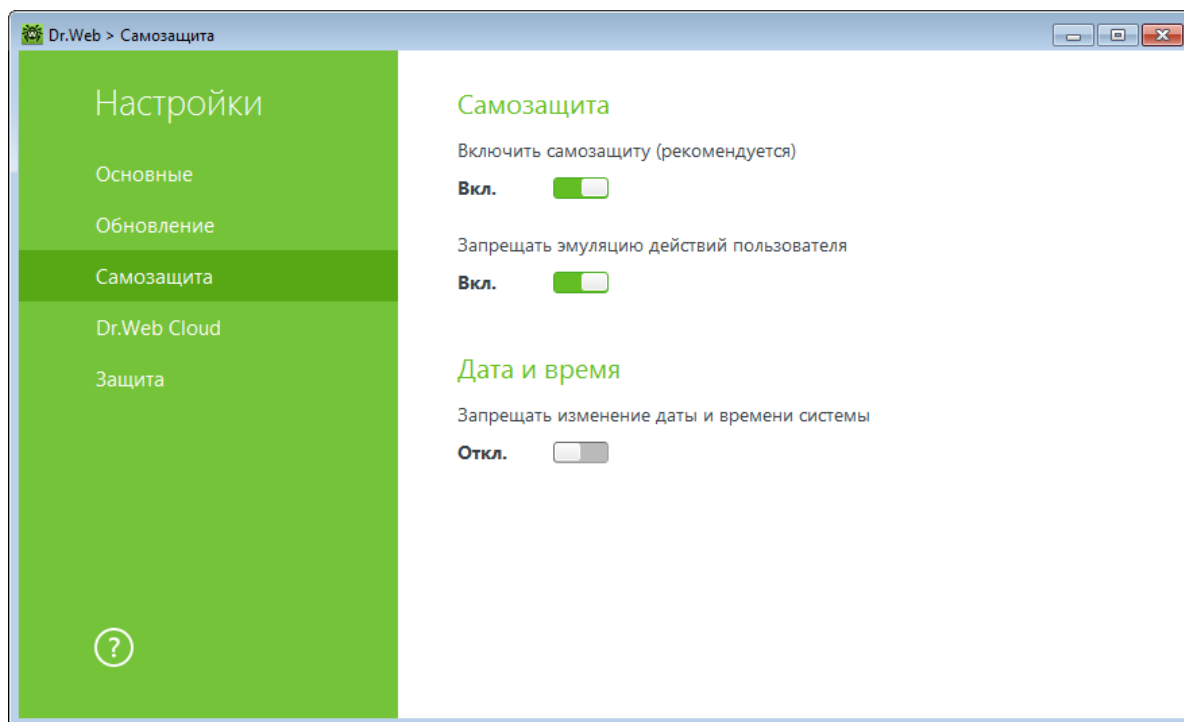 Dr.Web > Самозащита
Настройки
Основные
Обновление
Самозащита
Dr.Web Cloud
Защита
?
Самозащита
Включить самозащиту (рекомендуется)
Вкл.
Запрещать эмуляцию действий пользователя
Вкл.
Дата и время
Запрещать изменение даты и времени системы
Откл.